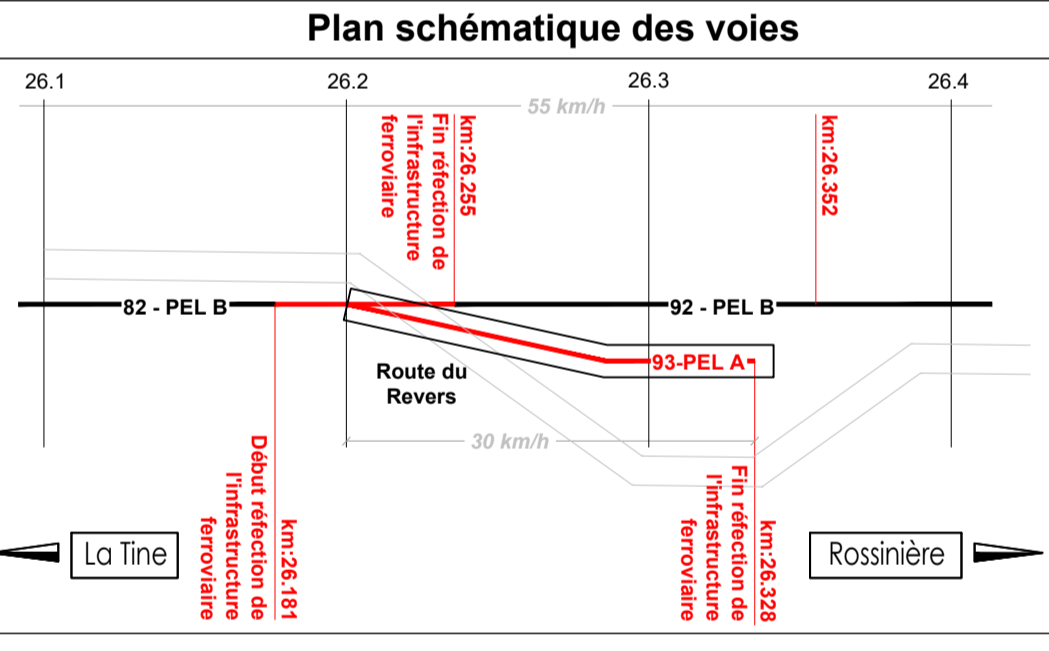 Plan schématique des voies
26.1
26.2
26.3
26.4
55 km/h
km:26.255
Fin réfection de
l'infrastructure
ferroviaire
km:26.352
82 - PEL B
92 - PEL B
93-PEL A
Route du
Revers
30 km/h
km:26.181
Début réfection de
l'infrastructure
ferroviaire
km:26.328
Fin réfection de
l'infrastructure
ferroviaire
La Tine
Rossinière